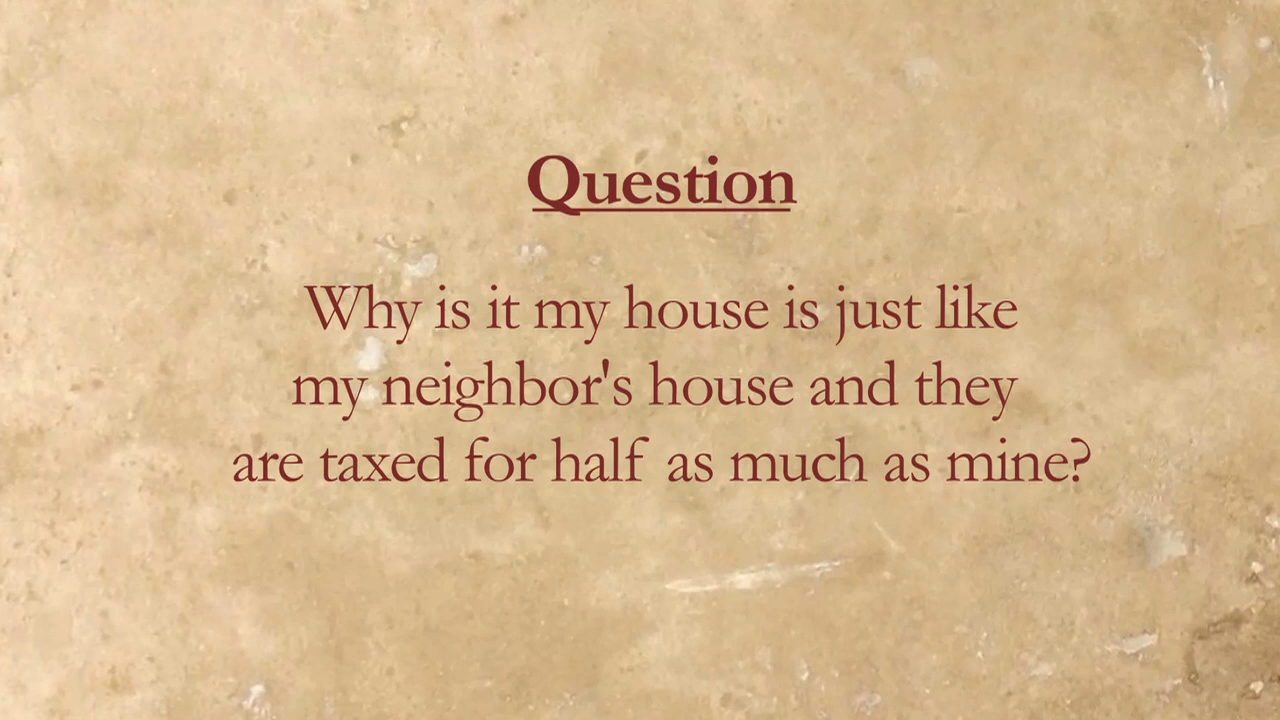 Question
Why is it my house is just like
my neighbor's house and they
are taxed for half as much as mine?